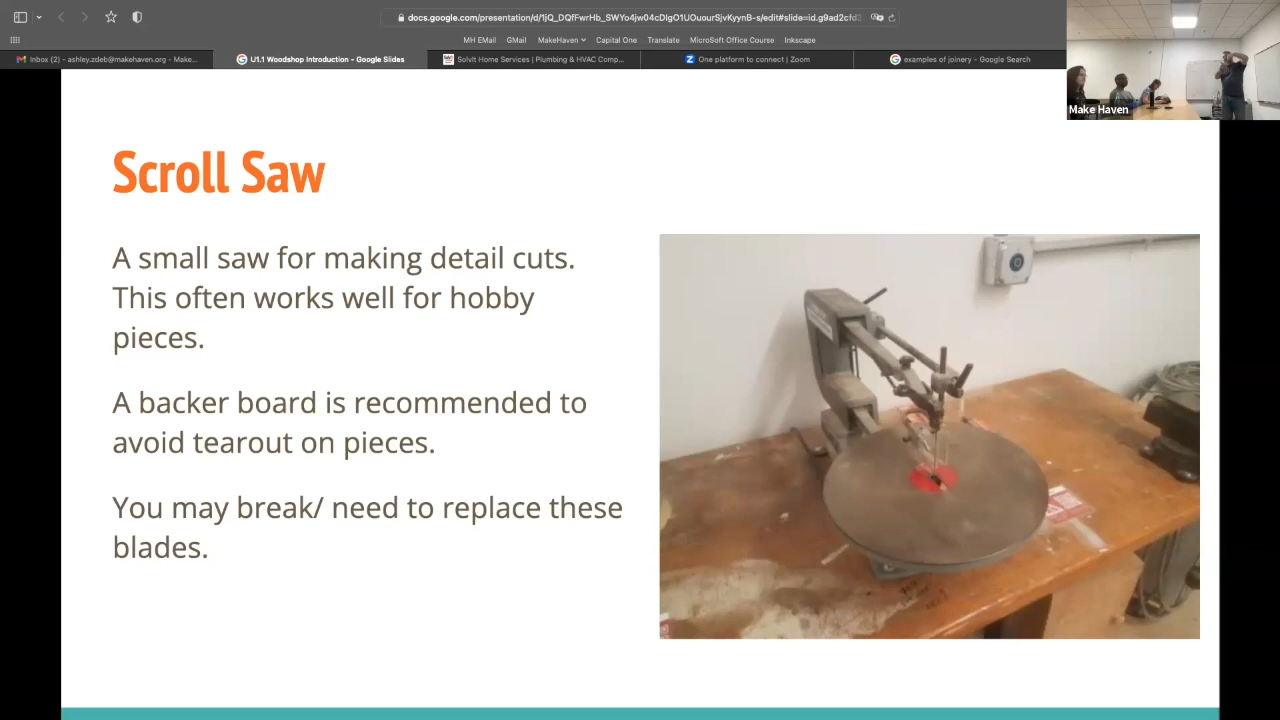 docs.google.com/presentation/d/1jQ_DQfFwrHb_SWYo4jw04cDIgO1UOuourSjvKyynB-s/edit#slide=id.g9ad2cfd2
MH EMail GMail MakeHaven Capital One Translate MicroSoft Office Course Inkscape
Inbox (2) - ashley.zdeb@makehaven.org - Make... U1.1 Woodshop Introduction - Google Slides Solvit Home Services | Plumbing & HVAC Comp... One platform to connect | Zoom examples of joinery - Google Search
Make Haven
Scroll Saw
A small saw for making detail cuts.
This often works well for hobby
pieces.
A backer board is recommended to
avoid tearout on pieces.
You may break/ need to replace these
blades.